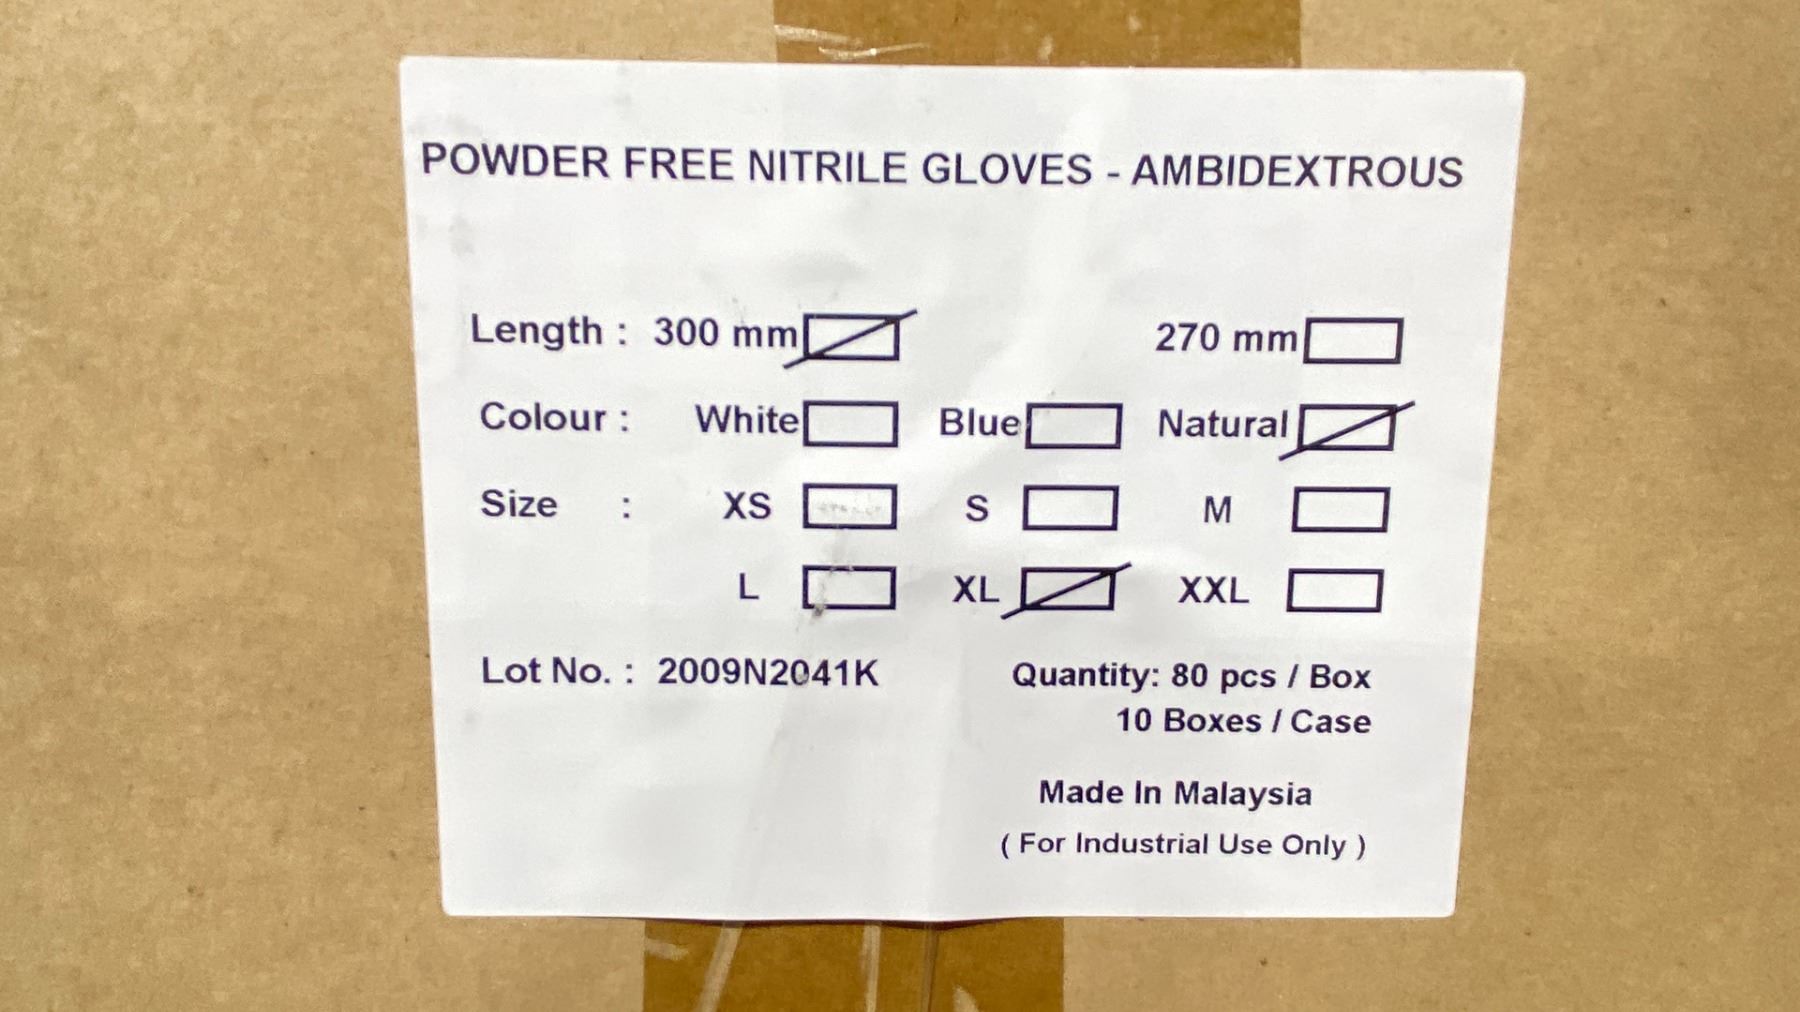 POWDER FREE NITRILE GLOVES - AMBIDEXTROUS
Length : 300 mm 270 mm
Colour : White Blue Natural
Size : XS S M
L XL XXL
Lot No. : 2009N2041K Quantity: 80 pcs / Box
10 Boxes / Case
Made In Malaysia
( For Industrial Use Only )